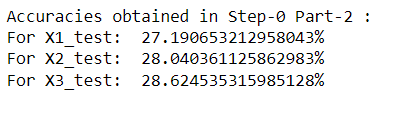 Accuracies obtained in Step-0 Part-2 :
For X1_test:  27.190653212958043%
For X2_test:  28.040361125862983%
For X3_test:  28.624535315985128%